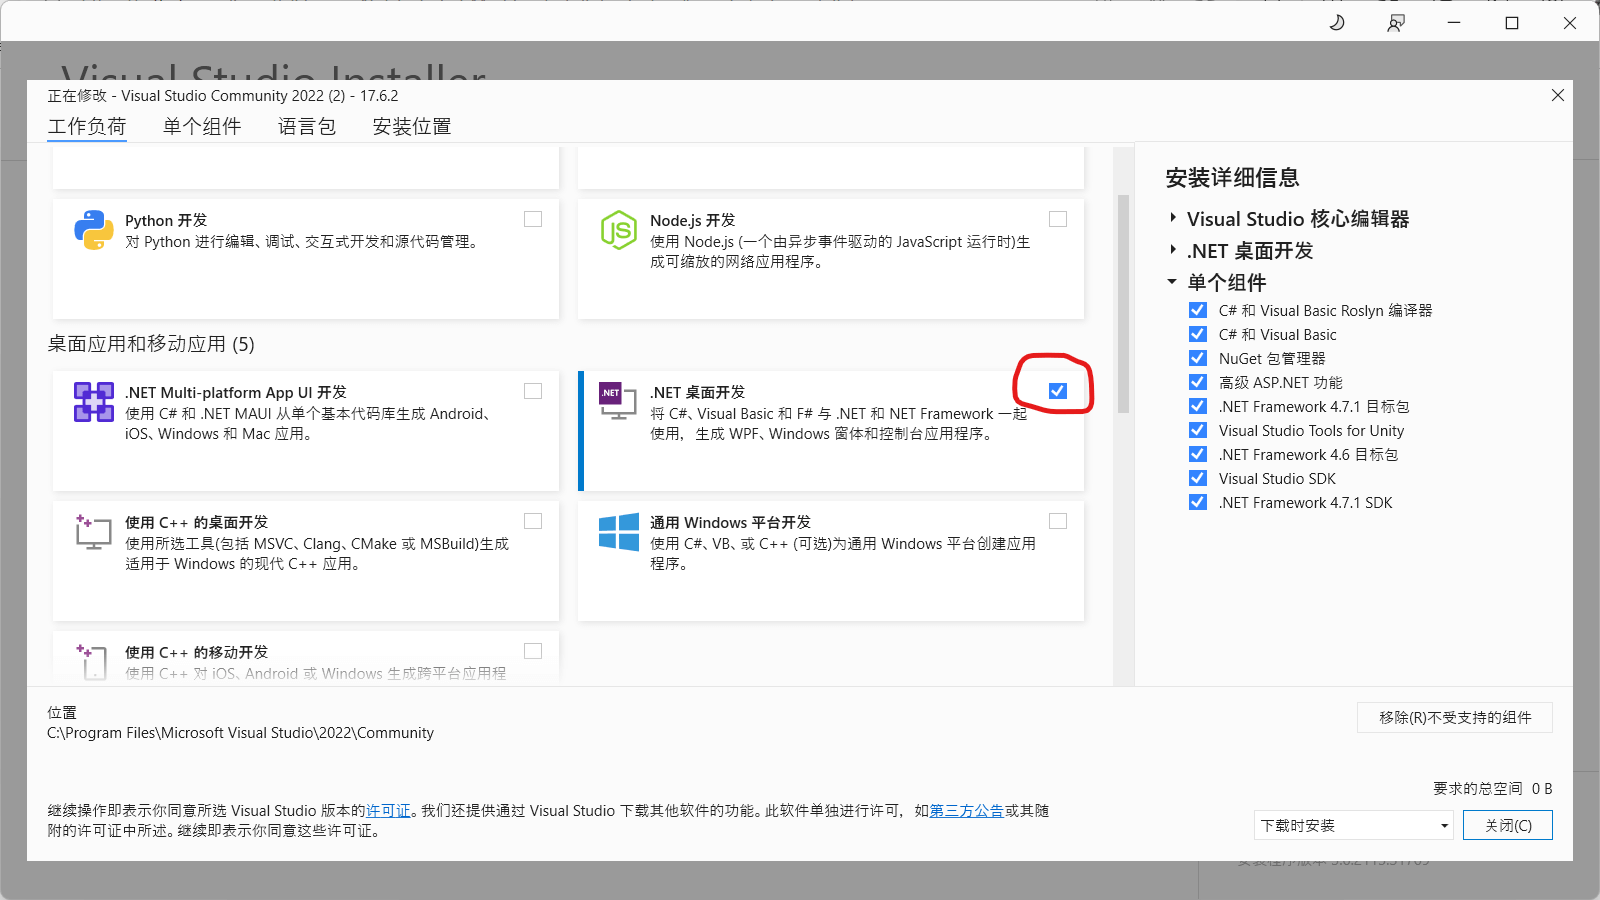 Visual Studio Installer
正在修改 - Visual Studio Community 2022 (2) - 17.6.2
工作负荷 单个组件 语言包 安装位置
Python 开发
对 Python 进行编辑、调试、交互式开发和源代码管理。
Node.js 开发
使用 Node.js (一个由异步事件驱动的 JavaScript 运行时)生
成可缩放的网络应用程序。
桌面应用和移动应用 (5)
.NET Multi-platform App UI 开发
使用 C# 和 .NET MAUI 从单个基本代码库生成 Android、
iOS、Windows 和 Mac 应用。
.NET
.NET 桌面开发
将 C#、Visual Basic 和 F# 与 .NET 和 NET Framework 一起
使用，生成 WPF、Windows 窗体和控制台应用程序。
使用 C++ 的桌面开发
使用所选工具(包括 MSVC、Clang、CMake 或 MSBuild)生成
适用于 Windows 的现代 C++ 应用。
通用 Windows 平台开发
使用 C#、VB、或 C++ (可选)为通用 Windows 平台创建应用
程序。
使用 C++ 的移动开发
使用 C++ 对 iOS、Android 或 Windows 生成跨平台应用程
安装详细信息
Visual Studio 核心编辑器
.NET 桌面开发
单个组件
C# 和 Visual Basic Roslyn 编译器
C# 和 Visual Basic
NuGet 包管理器
高级 ASP.NET 功能
.NET Framework 4.7.1 目标包
Visual Studio Tools for Unity
.NET Framework 4.6 目标包
Visual Studio SDK
.NET Framework 4.7.1 SDK
位置
C:\Program Files\Microsoft Visual Studio\2022\Community
移除(R)不受支持的组件
要求的总空间 0 B
继续操作即表示你同意所选 Visual Studio 版本的许可证。我们还提供通过 Visual Studio 下载其他软件的功能。此软件单独进行许可，如第三方公告或其随
附的许可证中所述。继续即表示你同意这些许可证。
下载时安装
关闭(C)